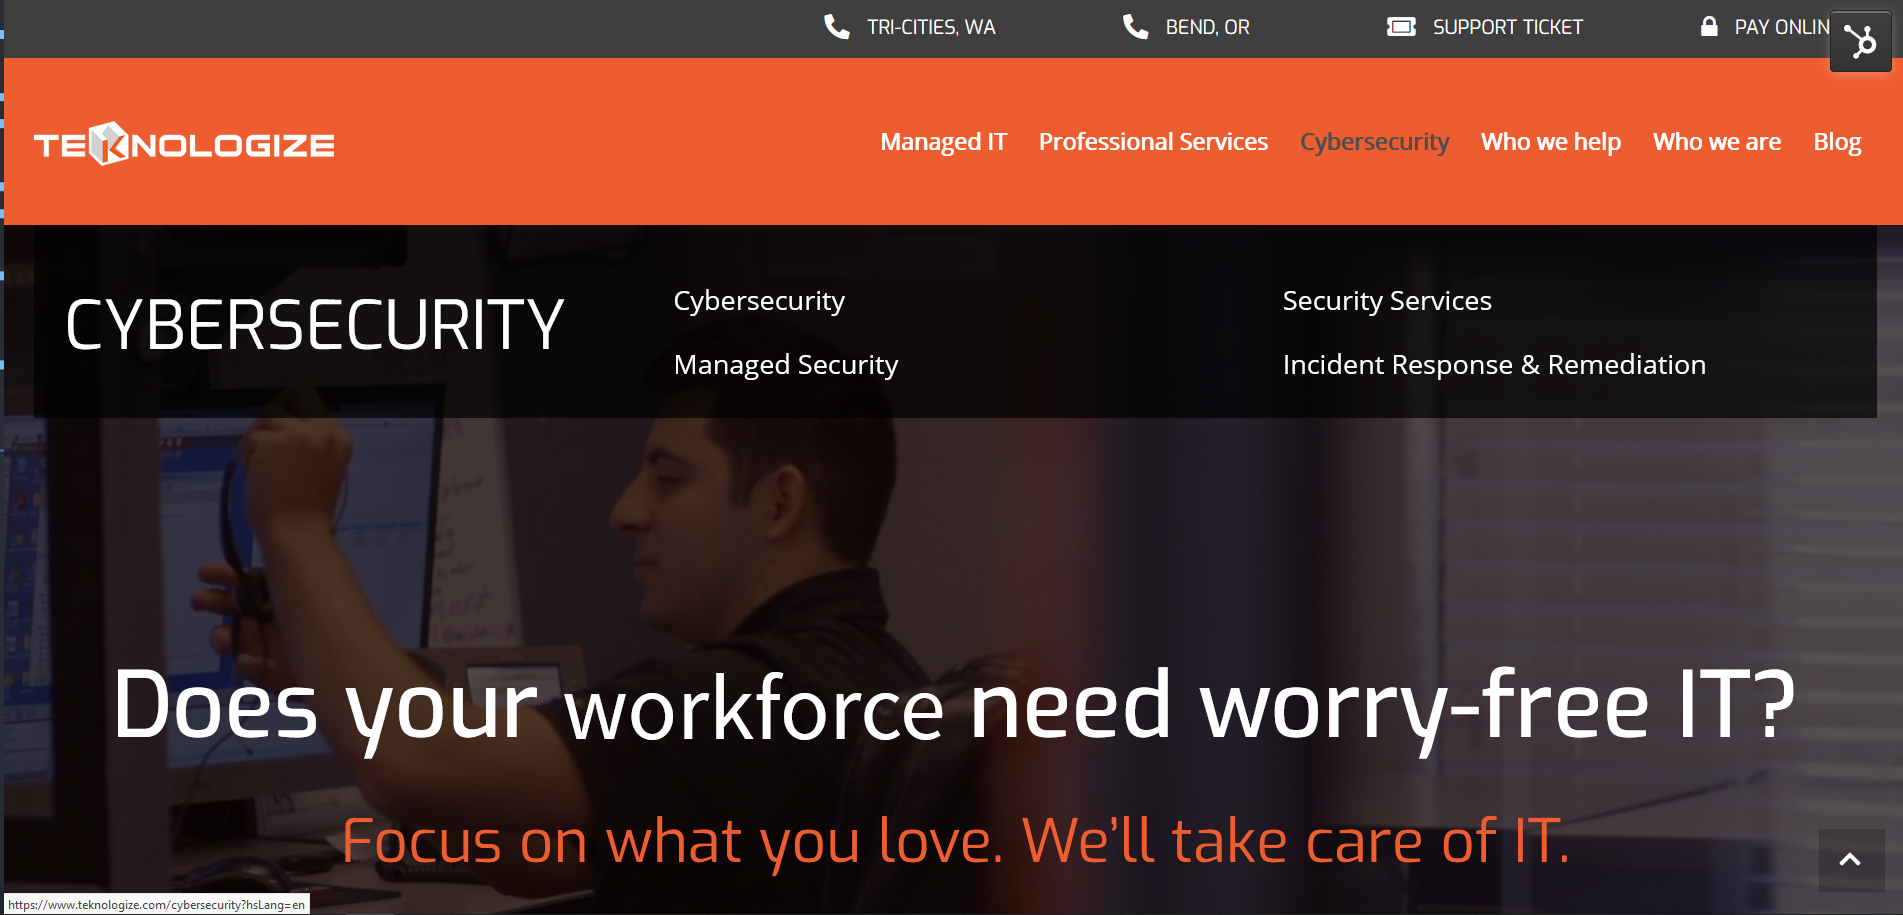 TRI-CITIES, WA
BEND, OR
SUPPORT TICKET
PAY ONLIN
TEKNOLOGIZE
Managed IT
Professional Services
Cybersecurity
Who we help
Who we are
Blog
CYBERSECURITY
Cybersecurity
Security Services
Managed Security
Incident Response & Remediation
Does your workforce need worry-free IT?
Focus on what you love. We'll take care of IT.
https://www.teknologize.com/cybersecurity?hsLang=en